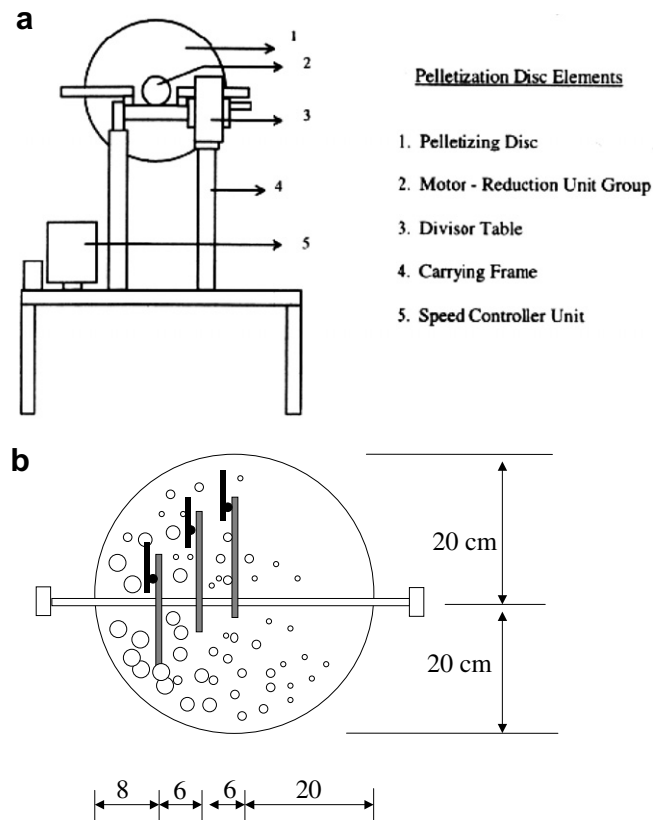 a
1
2
3
4
5
Pelletization Disc Elements
1. Pelletizing Disc
2. Motor - Reduction Unit Group
3. Divisor Table
4. Carrying Frame
5. Speed Controller Unit
b
20 cm
20 cm
8 6 6 20